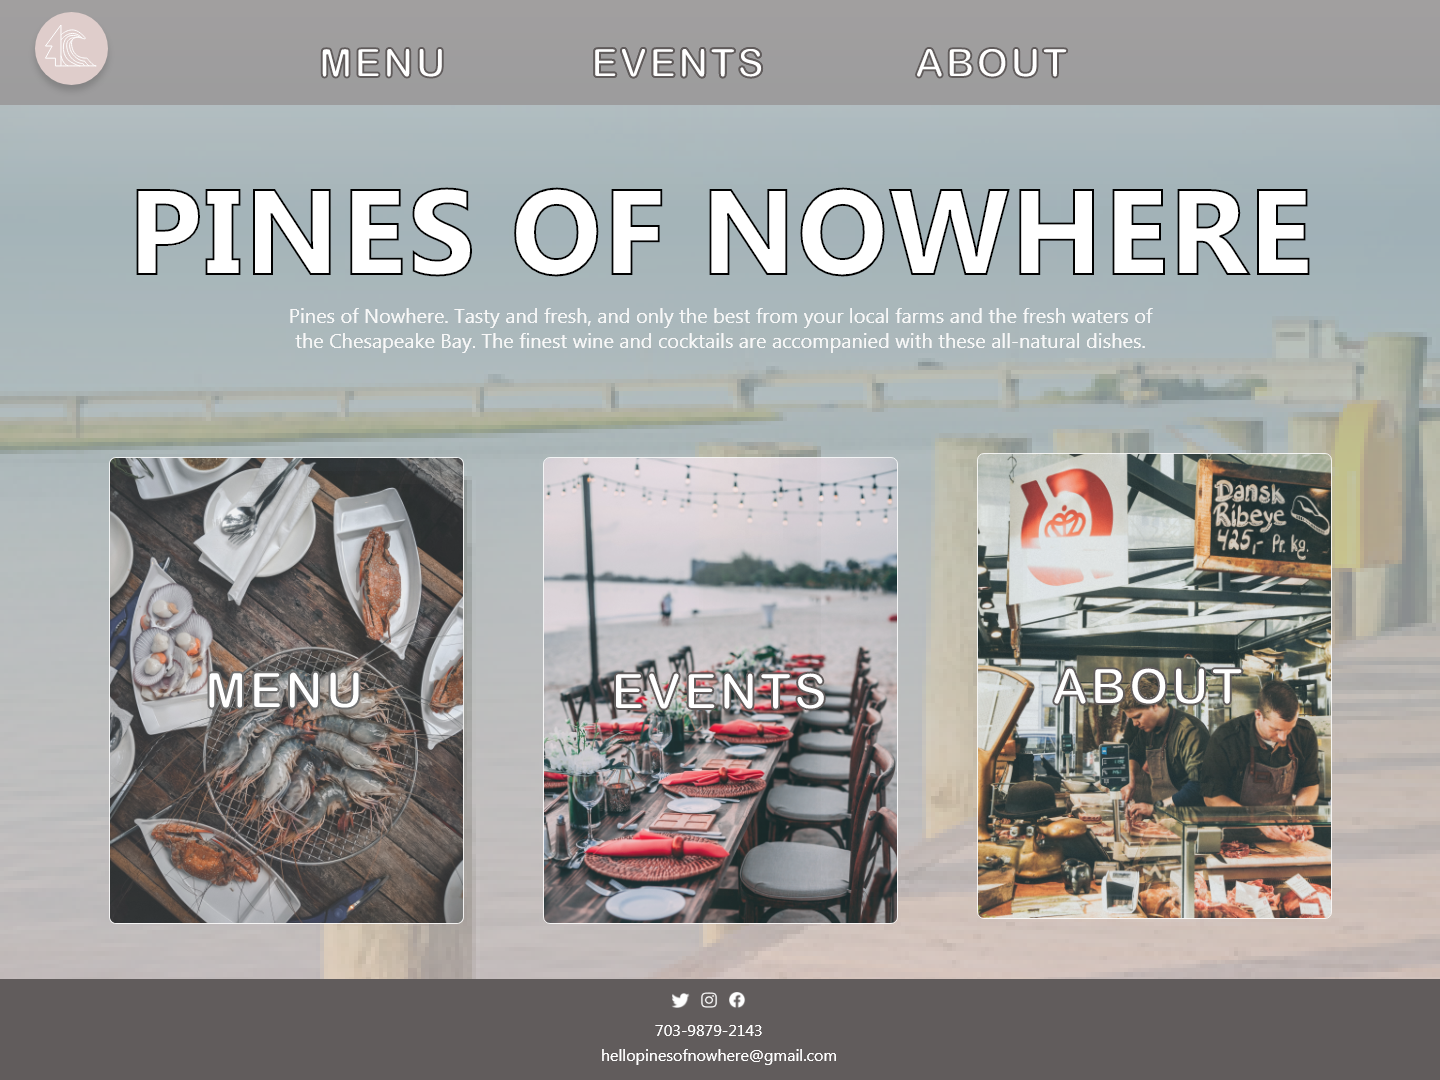 MENU EVENTS ABOUT
PINES OF NOWHERE
Pines of Nowhere. Tasty and fresh, and only the best from your local farms and the fresh waters of
the Chesapeake Bay. The finest wine and cocktails are accompanied with these all-natural dishes.
Dansk
Ribeye
425,- Pr. kg.
MENU
EVENTS
ABOUT
703-9879-2143
hellopinesofnowhere@gmail.com